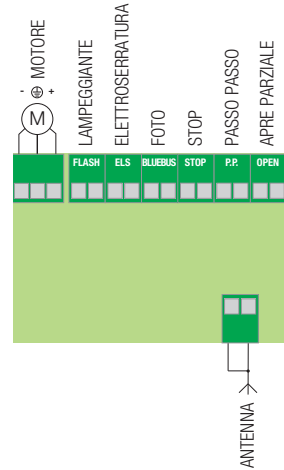 MOTORE
- +
M
LAMPEGGIANTE
ELETTROSERRATURA
FOTO
STOP
PASSO PASSO
APRE PARZIALE
FLASH
ELS
BLUEBUS
STOP
P.P.
OPEN
ANTENNA